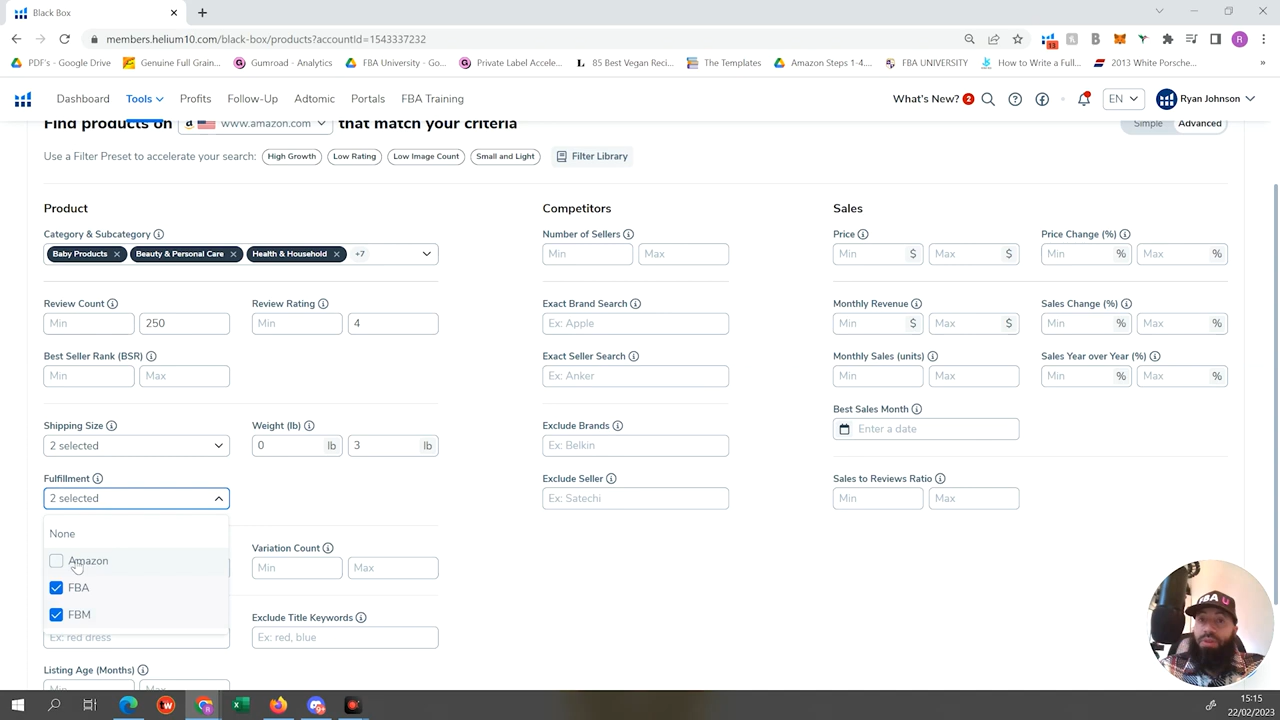 Black Box
members.helium10.com/black-box/products?accountId=1543337232
13
R
PDF's - Google Drive
Genuine Full Grain...
Gumroad - Analytics
FBA University - Go...
Private Label Accele...
85 Best Vegan Reci...
The Templates
Amazon Steps 1-4....
FBA UNIVERSITY
How to Write a Full...
2013 White Porsche...
Dashboard
Tools
Profits
Follow-Up
Adtomic
Portals
FBA Training
What's New? 2
EN
Ryan Johnson
Find products on www.amazon.com that match your criteria
Simple
Advanced
Use a Filter Preset to accelerate your search:
High Growth
Low Rating
Low Image Count
Small and Light
Filter Library
Product
Competitors
Sales
Category & Subcategory
Number of Sellers
Price
Price Change (%)
Baby Products
Beauty & Personal Care
Health & Household
+7
Min
Max
Min $
Max $
Min %
Max %
Review Count
Review Rating
Exact Brand Search
Monthly Revenue
Sales Change (%)
Min
250
Min
4
Ex: Apple
Min $
Max $
Min %
Max %
Best Seller Rank (BSR)
Exact Seller Search
Monthly Sales (units)
Sales Year over Year (%)
Min
Max
Ex: Anker
Min
Max
Min %
Max %
Best Sales Month
Enter a date
Shipping Size
Weight (lb)
Exclude Brands
2 selected
0 lb
3 lb
Ex: Belkin
Fulfillment
Exclude Seller
Sales to Reviews Ratio
2 selected
Ex: Satechi
Min
Max
None
Amazon
FBA
FBM
Variation Count
Min
Max
Exclude Title Keywords
Ex: red dress
Ex: red, blue
Listing Age (Months)
Min
Max
FBA U
15:15
22/02/2023